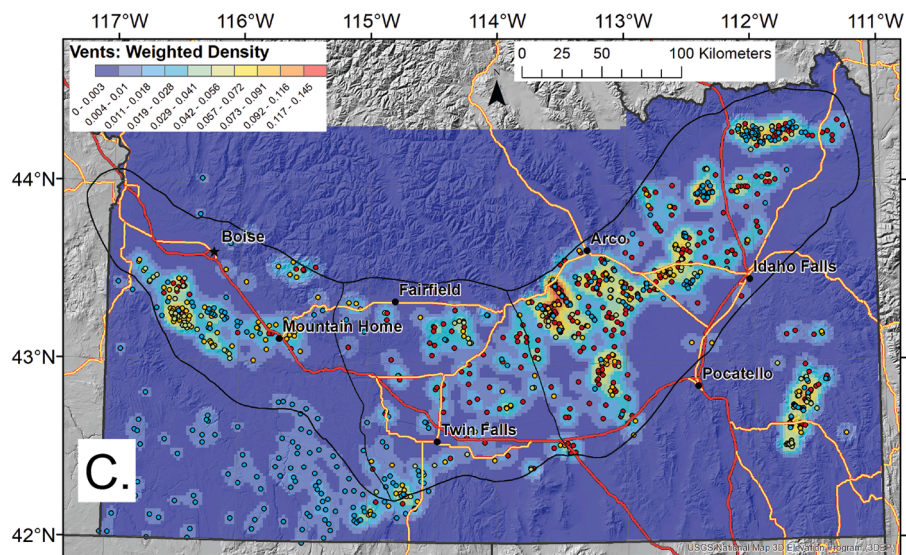 117°W 116°W 115°W 114°W 113°W 112°W 111°W
Vents: Weighted Density
0 - 0.003
0.004 - 0.01
0.011 - 0.018
0.019 - 0.028
0.029 - 0.041
0.042 - 0.056
0.057 - 0.072
0.073 - 0.091
0.092 - 0.116
0.117 - 0.145
0 25 50 100 Kilometers
N
44°N
Boise
Arco
Idaho Falls
Fairfield
Mountain Home
43°N
Pocatello
Twin Falls
C.
42°N
USGS National Map 3D Elevation Program (3DEP)